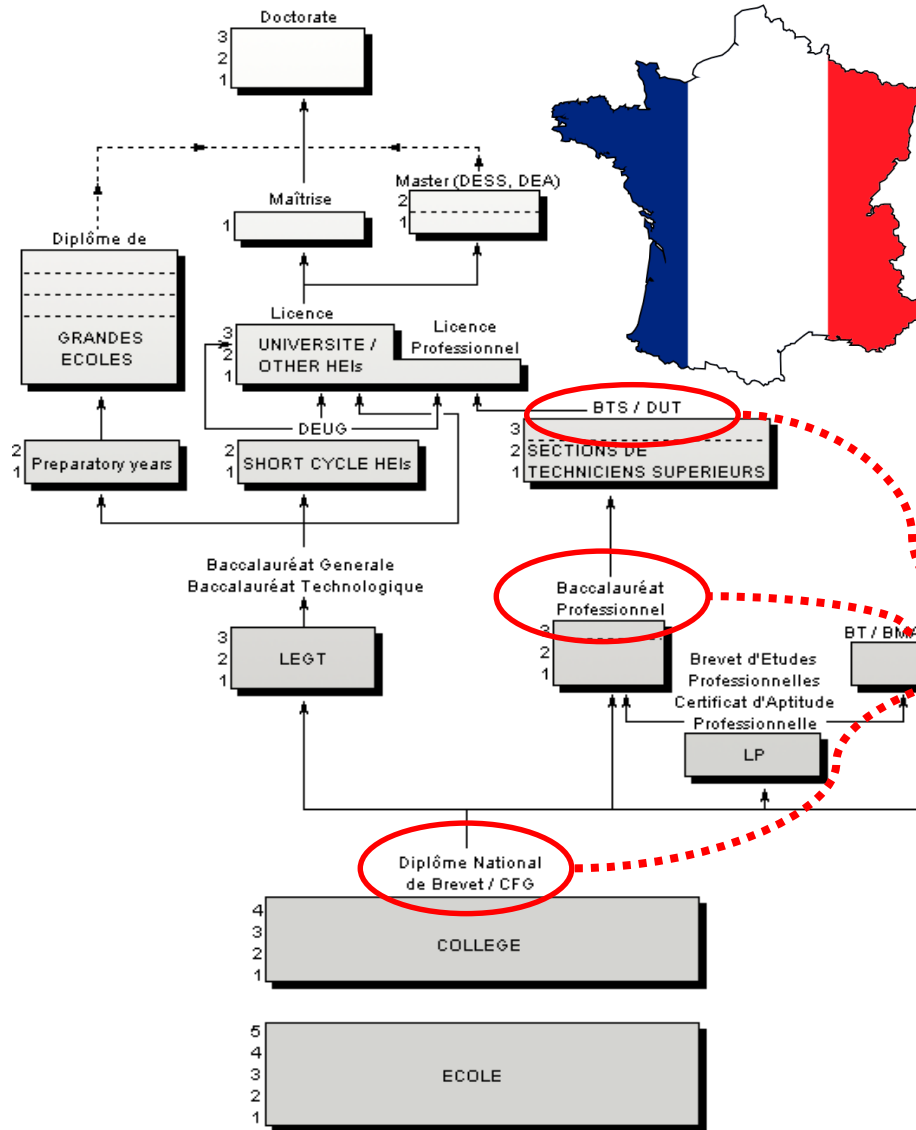 Doctorate
3
2
1
Master (DESS, DEA)
2
1
Maîtrise
1
Diplôme de
GRANDES
ECOLES
Licence
3
2
1
UNIVERSITE /
OTHER HEIs
Licence
Professionnel
DEUG
BTS / DUT
3
2
1
SECTIONS DE
TECHNICIENS SUPERIEURS
2
1
Preparatory years
2
1
SHORT CYCLE HEIs
Baccalauréat Generale
Baccalauréat Technologique
3
2
1
LEGT
Baccalauréat
Professionnel
3
2
1
BT / BMA
Brevet d'Etudes
Professionnelles
Certificat d'Aptitude
Professionnelle
LP
Diplôme National
de Brevet / CFG
4
3
2
1
COLLEGE
5
4
3
2
1
ECOLE